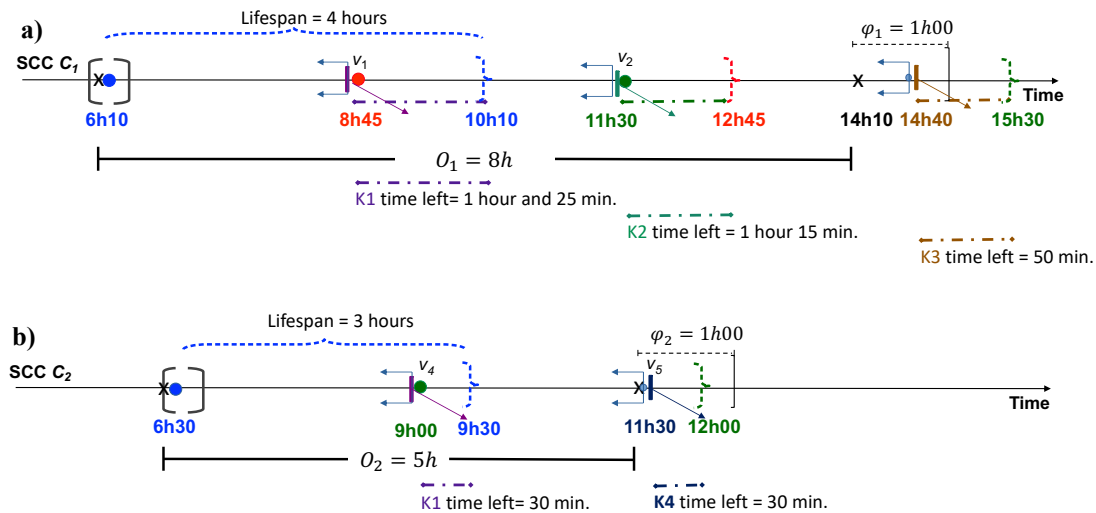 a)
Lifespan = 4 hours
φ₁ = 1h00
SCC C₁
X
v₁
v₂
X
Time
6h10
8h45
10h10
11h30
12h45
14h10
14h40
15h30
O₁ = 8h
K1 time left= 1 hour and 25 min.
K2 time left = 1 hour 15 min.
K3 time left = 50 min.
b)
Lifespan = 3 hours
φ₂ = 1h00
SCC C₂
X
v₄
X
v₅
Time
6h30
9h00
9h30
11h30
12h00
O₂ = 5h
K1 time left= 30 min.
K4 time left = 30 min.